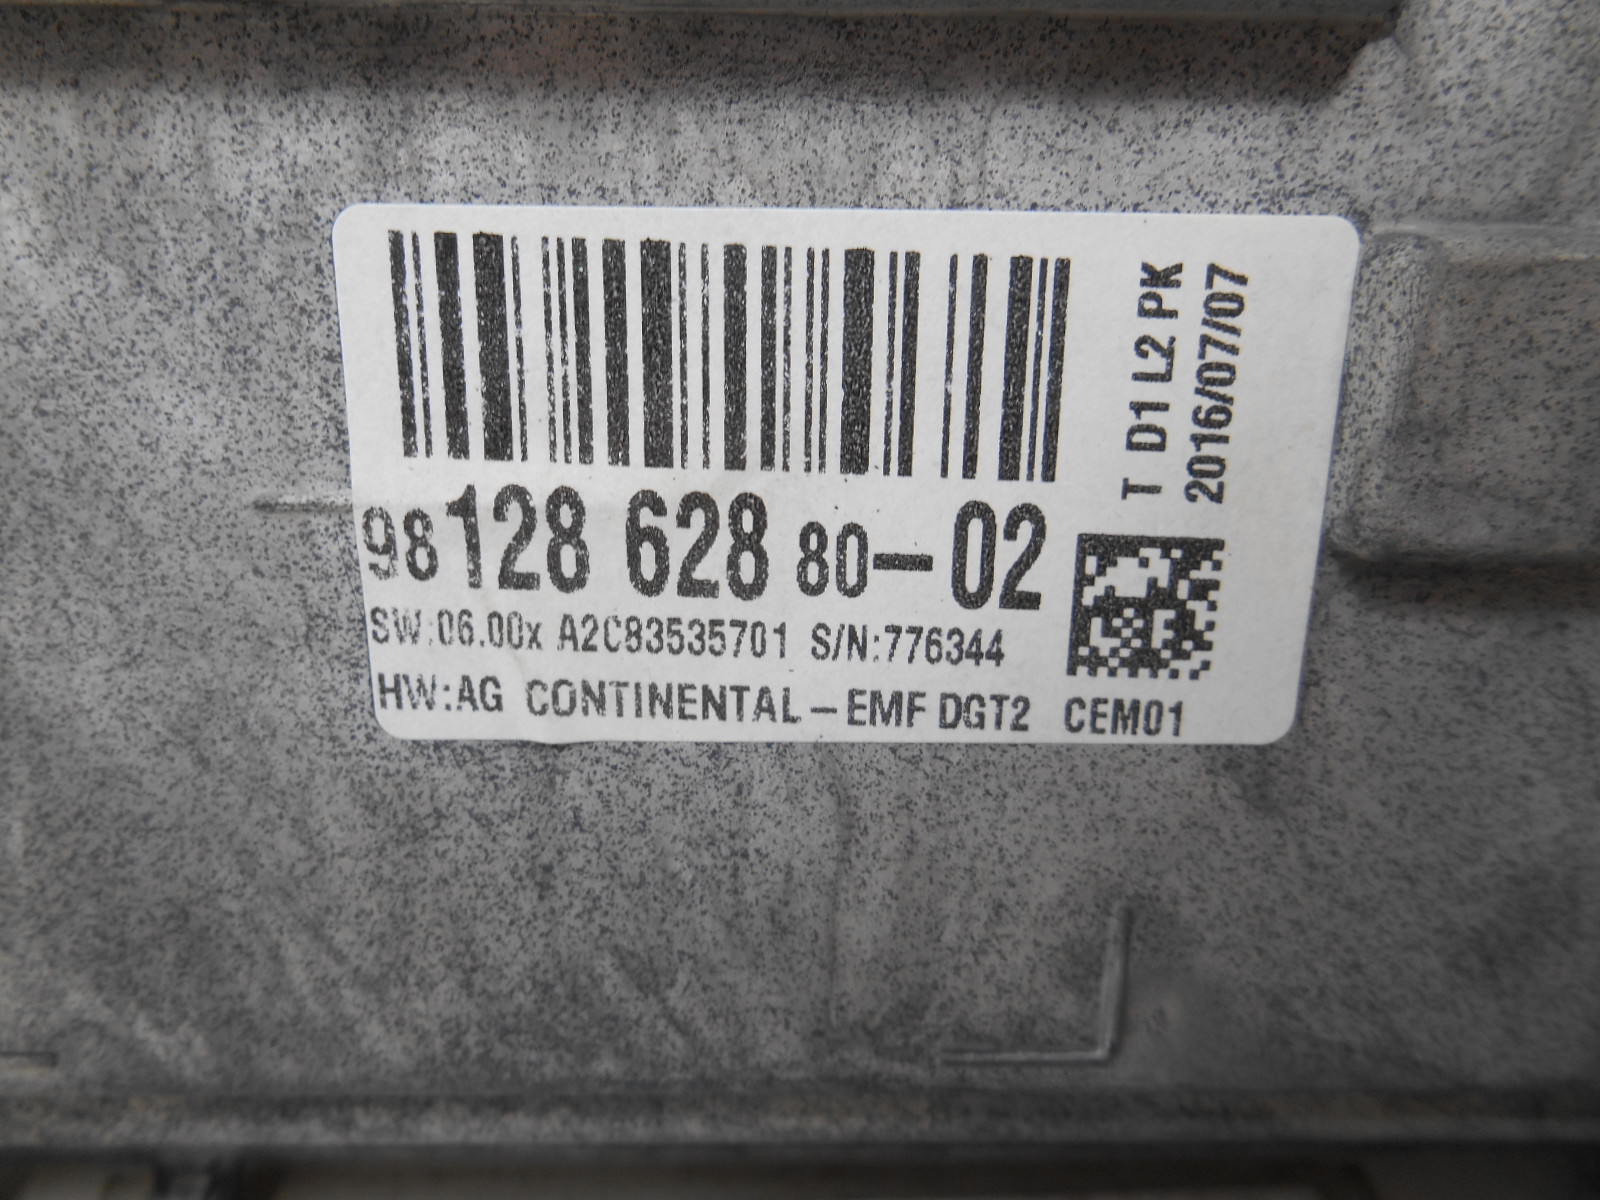 T D1 L2 PK
2016/07/07
98 128 628 80-02
SW:06.00x A2C83535701 S/N:776344
HW:AG CONTINENTAL-EMF DGT2 CEM01